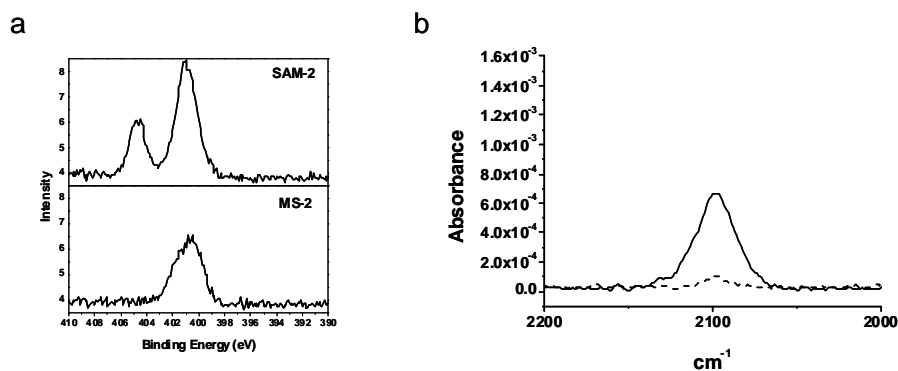 a
SAM-2
8
7
6
5
4
MS-2
8
7
6
5
4
Intensity
410 408 406 404 402 400 398 396 394 392 390
Binding Energy (eV)
b
1.6x10⁻³
1.4x10⁻³
1.2x10⁻³
1.0x10⁻³
8.0x10⁻⁴
6.0x10⁻⁴
4.0x10⁻⁴
2.0x10⁻⁴
0.0
Absorbance
2200 2100 2000
cm⁻¹